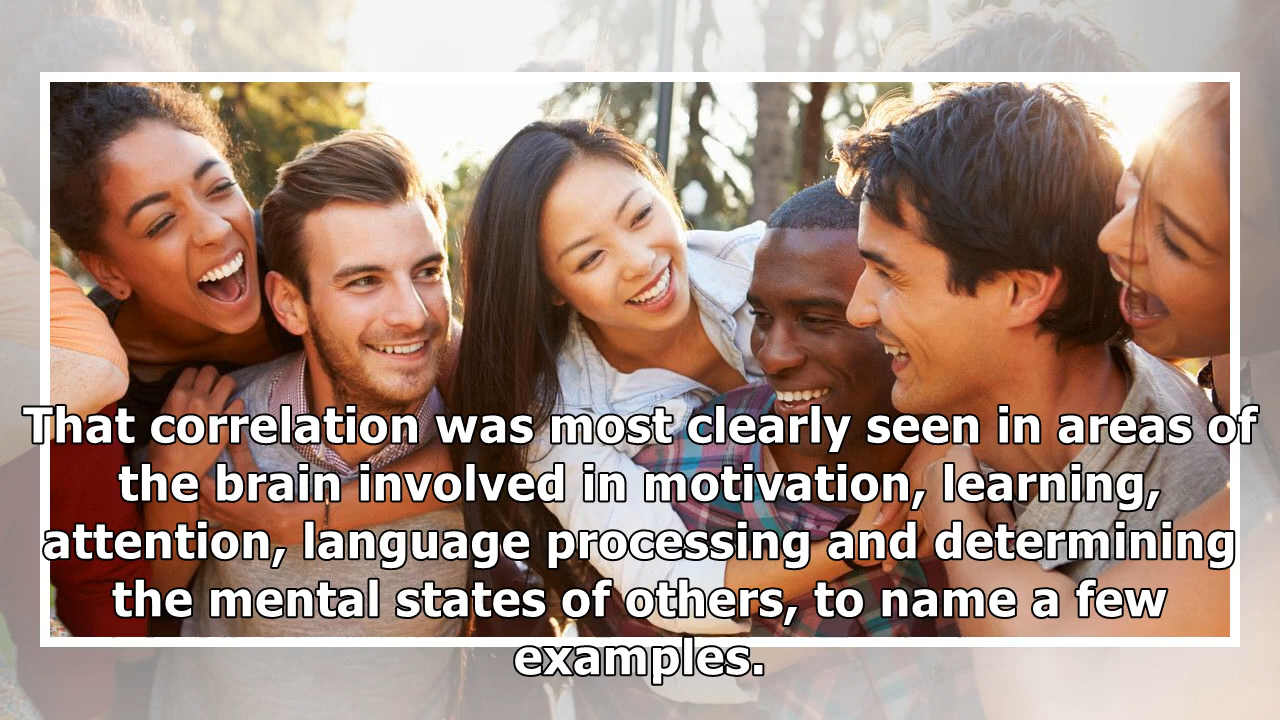 That correlation was most clearly seen in areas of
the brain involved in motivation, learning,
attention, language processing and determining
the mental states of others, to name a few
examples.